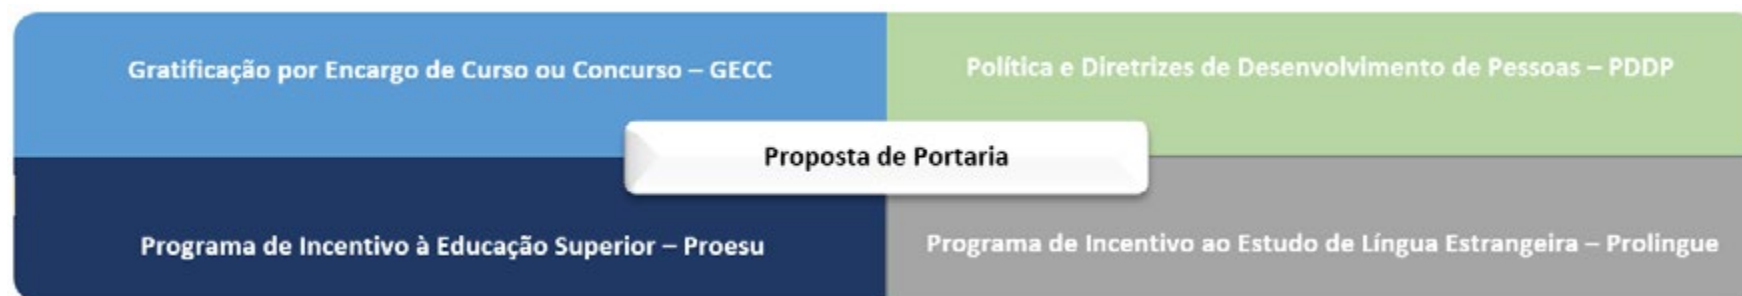 Gratificação por Encargo de Curso ou Concurso – GECC
Política e Diretrizes de Desenvolvimento de Pessoas – PDDP
Proposta de Portaria
Programa de Incentivo à Educação Superior – Proesu
Programa de Incentivo ao Estudo de Língua Estrangeira – Prolingue